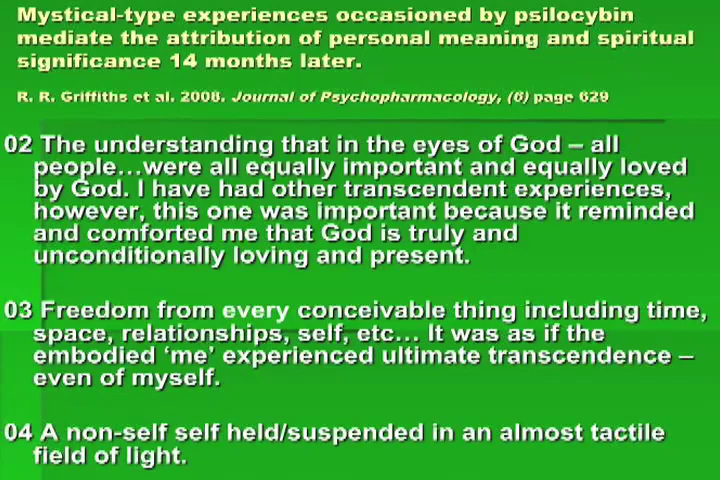 Mystical-type experiences occasioned by psilocybin
mediate the attribution of personal meaning and spiritual
significance 14 months later.
R. R. Griffiths et al. 2008. Journal of Psychopharmacology, (6) page 629
02 The understanding that in the eyes of God – all
people…were all equally important and equally loved
by God. I have had other transcendent experiences,
however, this one was important because it reminded
and comforted me that God is truly and
unconditionally loving and present.
03 Freedom from every conceivable thing including time,
space, relationships, self, etc… It was as if the
embodied ‘me’ experienced ultimate transcendence –
even of myself.
04 A non-self self held/suspended in an almost tactile
field of light.